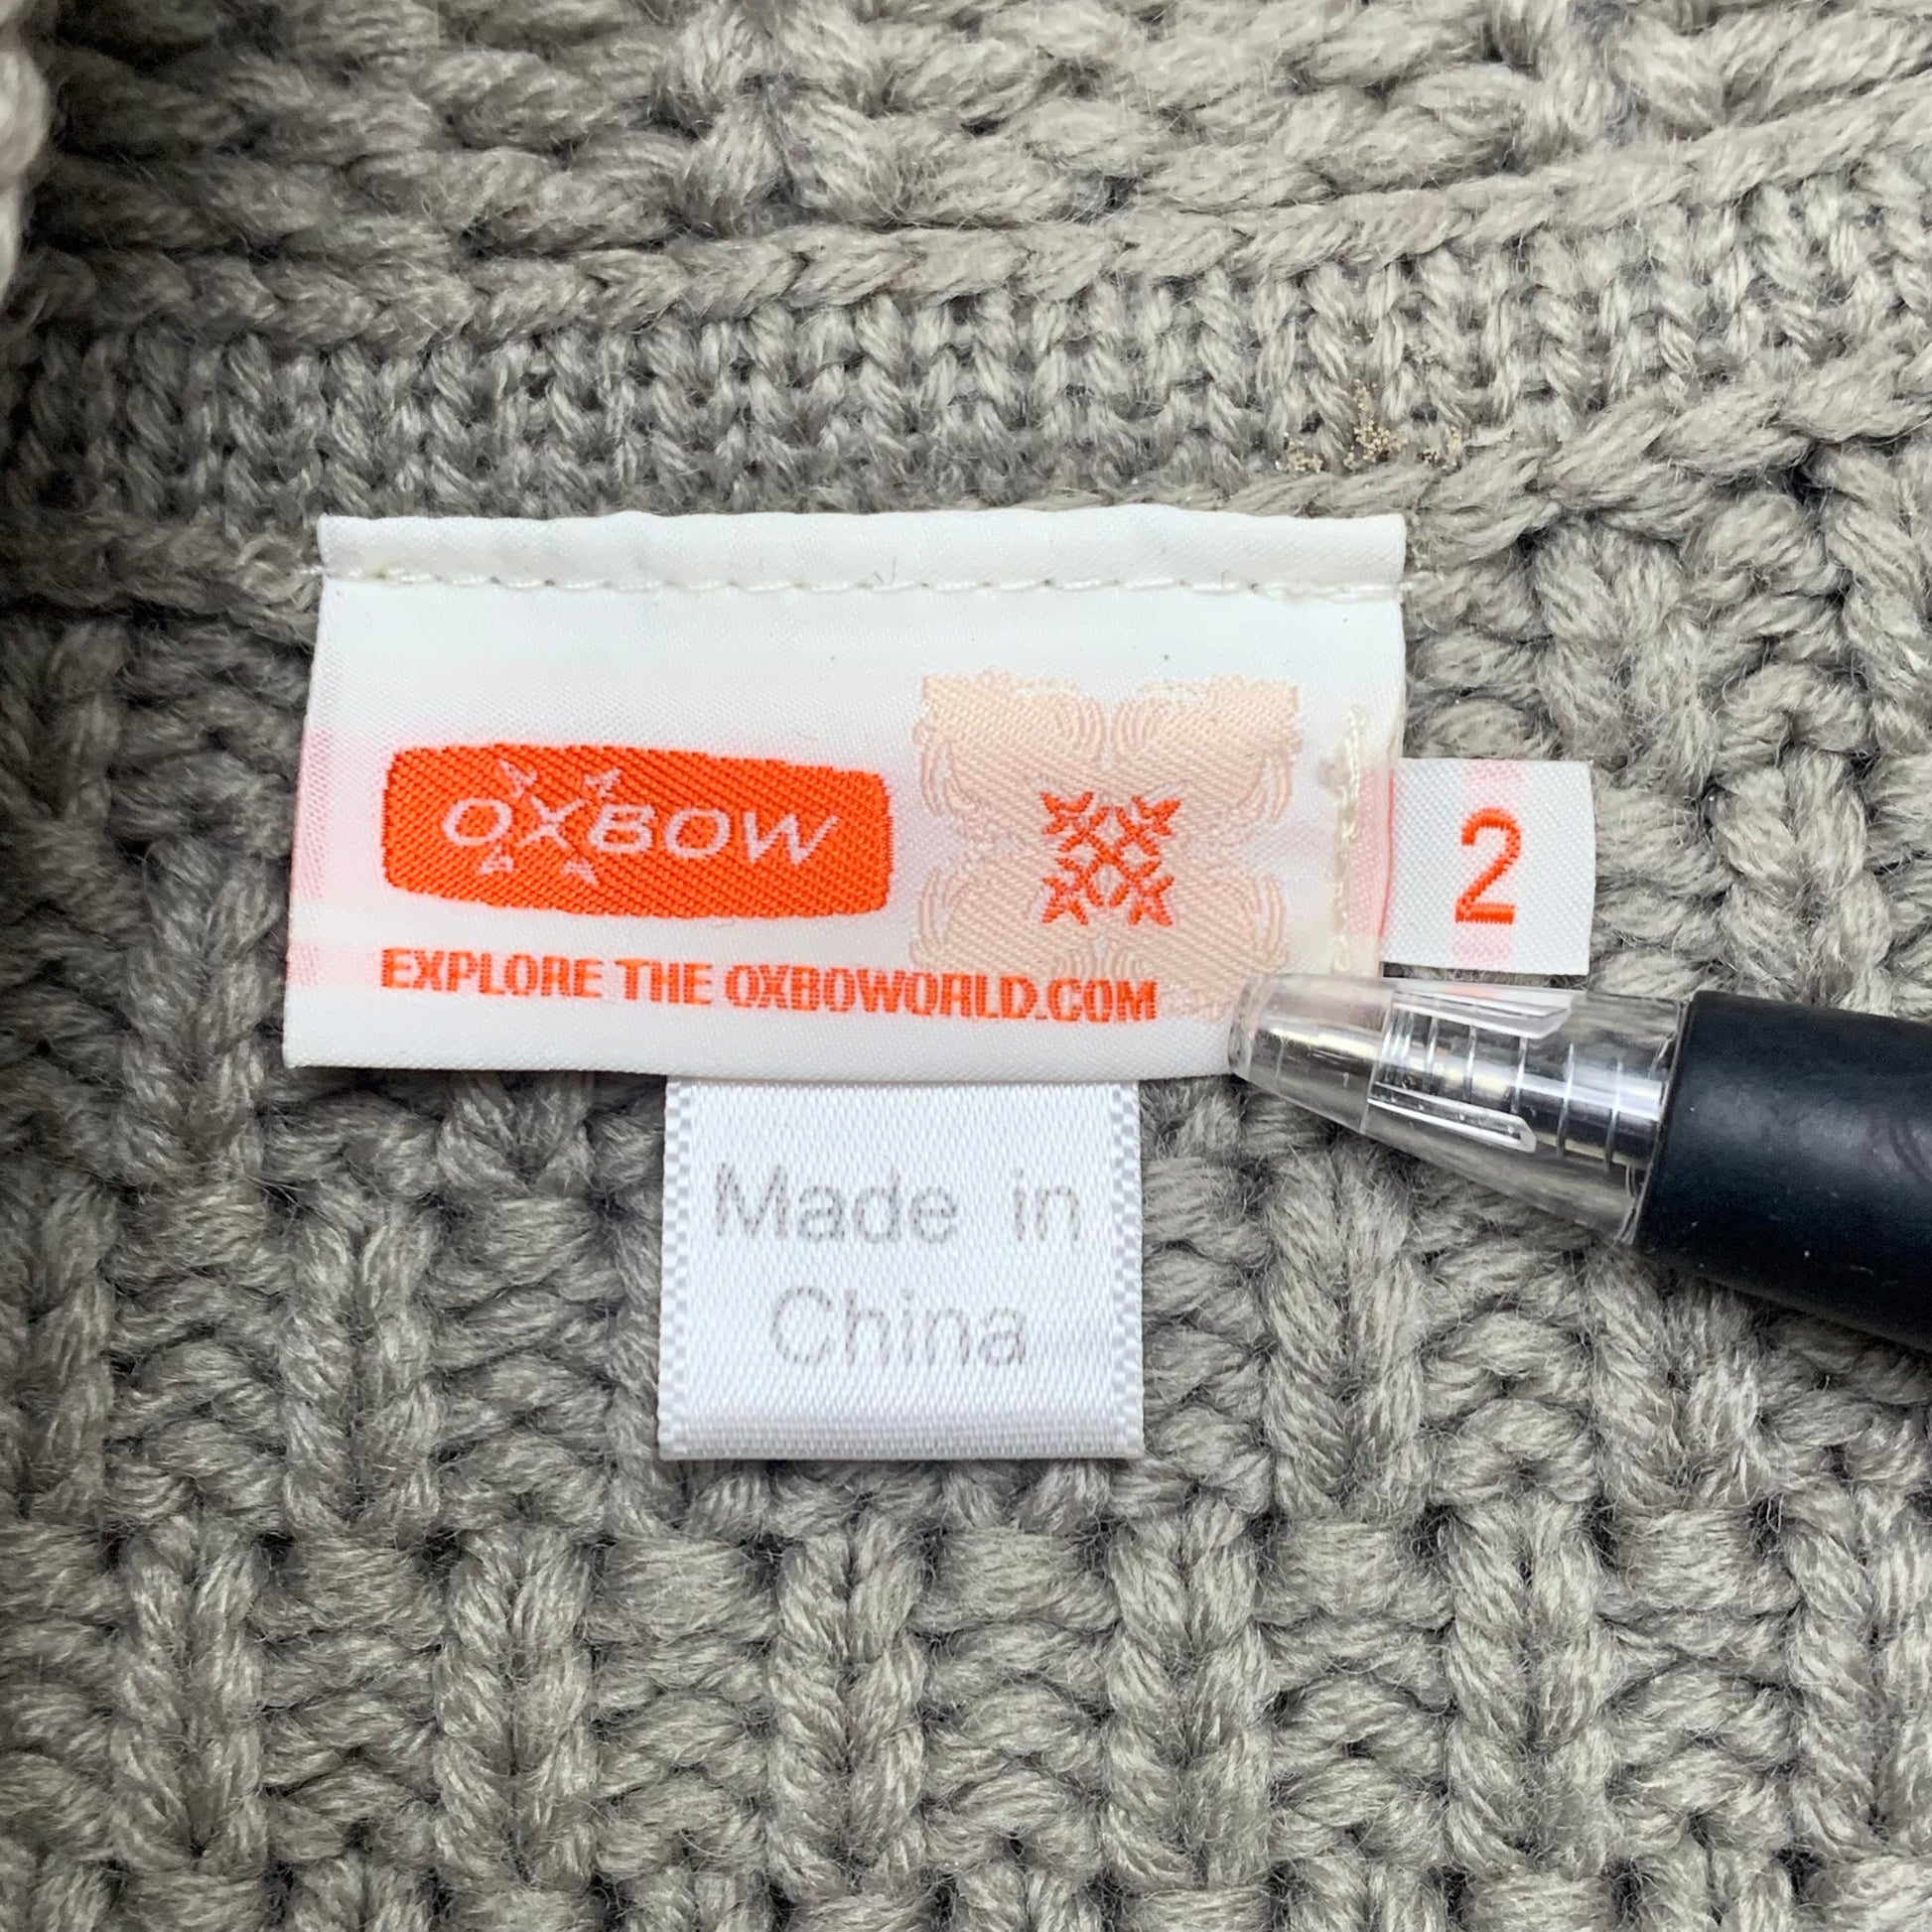 OXBOW
EXPLORE THE OXBOWORLD.COM
2
Made in
China